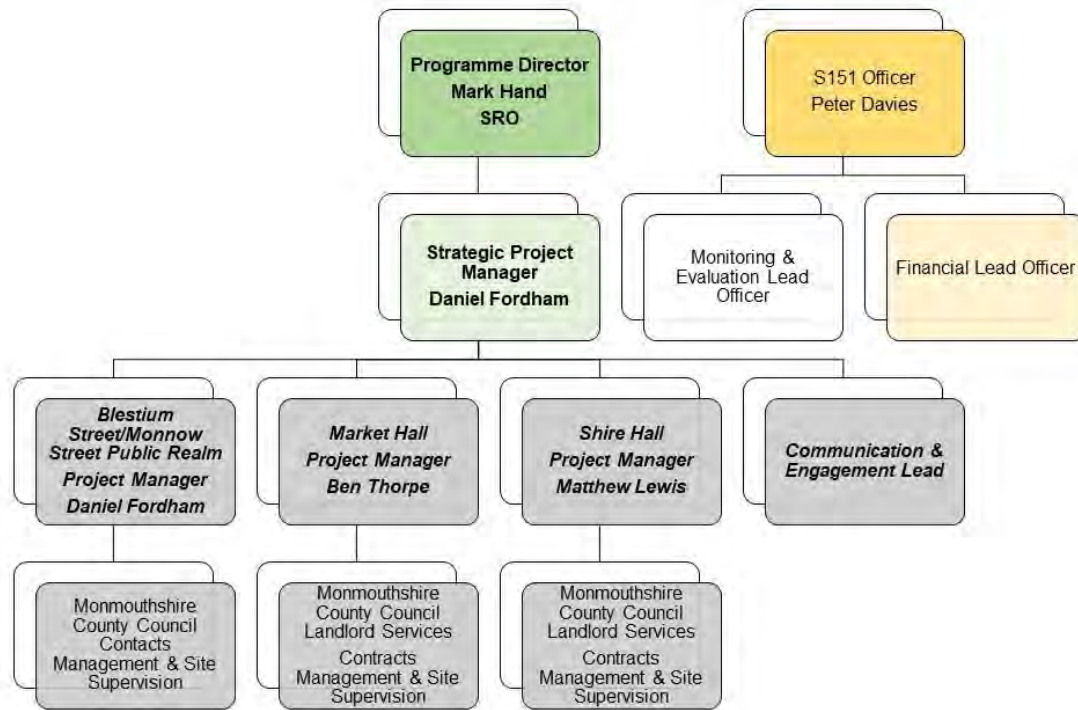 Programme Director
Mark Hand
SRO
S151 Officer
Peter Davies
Strategic Project
Manager
Daniel Fordham
Monitoring &
Evaluation Lead
Officer
Financial Lead Officer
Blestium
Street/Monnow
Street Public Realm
Project Manager
Daniel Fordham
Market Hall
Project Manager
Ben Thorpe
Shire Hall
Project Manager
Matthew Lewis
Communication &
Engagement Lead
Monmouthshire
County Council
Contacts
Management & Site
Supervision
Monmouthshire
County Council
Landlord Services
Contracts
Management & Site
Supervision
Monmouthshire
County Council
Landlord Services
Contracts
Management & Site
Supervision